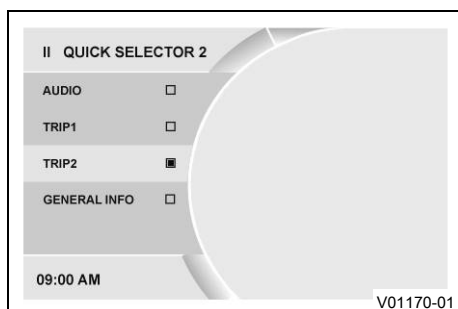 II QUICK SELECTOR 2
AUDIO
TRIP1
TRIP2
GENERAL INFO
09:00 AM
V01170-01